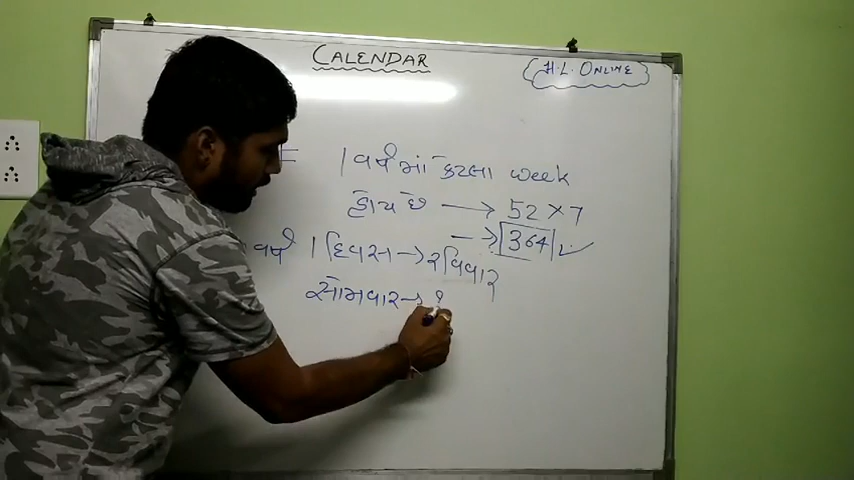 CALENDAR
H.L. ONLINE
1 વર્ષમાં કેટલા week
હોય છે → 52 × 7
→ 364
વર્ષ 1 દિવસ → રવિવાર
સોમવાર → ?